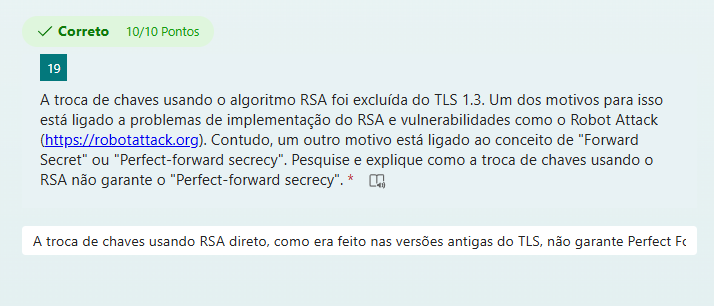 Correto 10/10 Pontos
19
A troca de chaves usando o algoritmo RSA foi excluída do TLS 1.3. Um dos motivos para isso
está ligado a problemas de implementação do RSA e vulnerabilidades como o Robot Attack
(https://robotattack.org). Contudo, um outro motivo está ligado ao conceito de "Forward
Secret" ou "Perfect-forward secrecy". Pesquise e explique como a troca de chaves usando o
RSA não garante o "Perfect-forward secrecy". *
A troca de chaves usando RSA direto, como era feito nas versões antigas do TLS, não garante Perfect